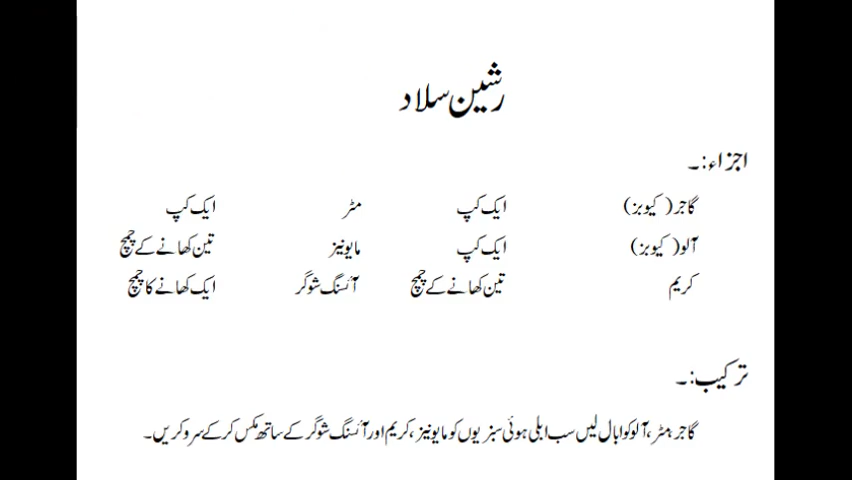 رشین سلاد
اجزاء:۔
گاجر (کیوبز) ایک کپ مٹر ایک کپ
آلو (کیوبز) ایک کپ مایونیز تین کھانے کے چمچ
کریم تین کھانے کے چمچ آئسنگ شوگر ایک کھانے کا چمچ
ترکیب:۔
گاجر، مٹر، آلو کو ابال لیں سب ابلی ہوئی سبزیوں کو مایونیز، کریم اور آئسنگ شوگر کے ساتھ مکس کر کے سرو کریں۔